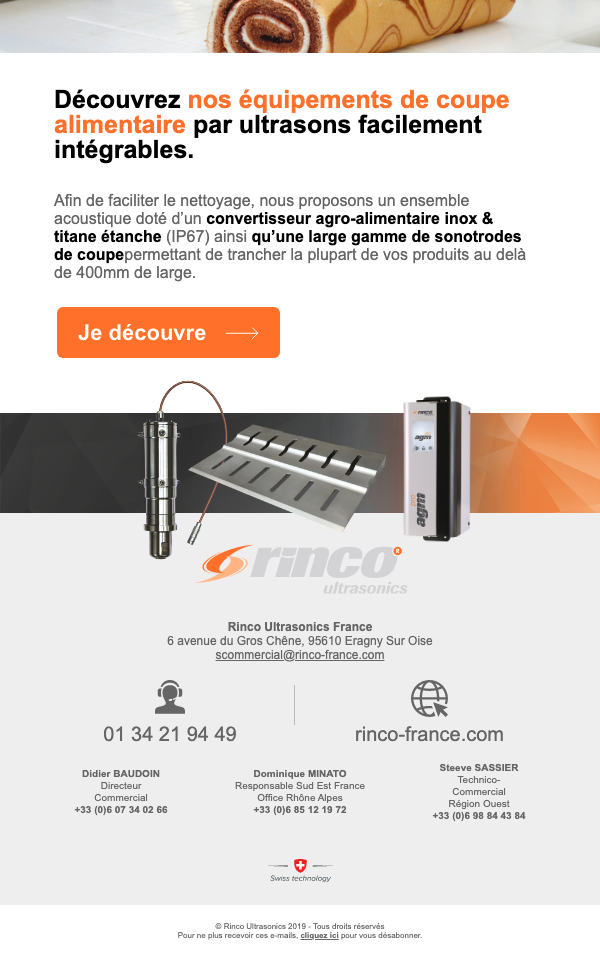 Découvrez nos équipements de coupe
alimentaire par ultrasons facilement
intégrables.
Afin de faciliter le nettoyage, nous proposons un ensemble
acoustique doté d’un convertisseur agro-alimentaire inox &
titane étanche (IP67) ainsi qu’une large gamme de sonotrodes
de coupepermettant de trancher la plupart de vos produits au delà
de 400mm de large.
Je découvre
rinco
agm
agm
rinco®
ultrasonics
Rinco Ultrasonics France
6 avenue du Gros Chêne, 95610 Eragny Sur Oise
scommercial@rinco-france.com
01 34 21 94 49
rinco-france.com
Didier BAUDOIN
Directeur
Commercial
+33 (0)6 07 34 02 66
Dominique MINATO
Responsable Sud Est France
Office Rhône Alpes
+33 (0)6 85 12 19 72
Steeve SASSIER
Technico-
Commercial
Région Ouest
+33 (0)6 98 84 43 84
Swiss technology
© Rinco Ultrasonics 2019 - Tous droits réservés
Pour ne plus recevoir ces e-mails, cliquez ici pour vous désabonner.